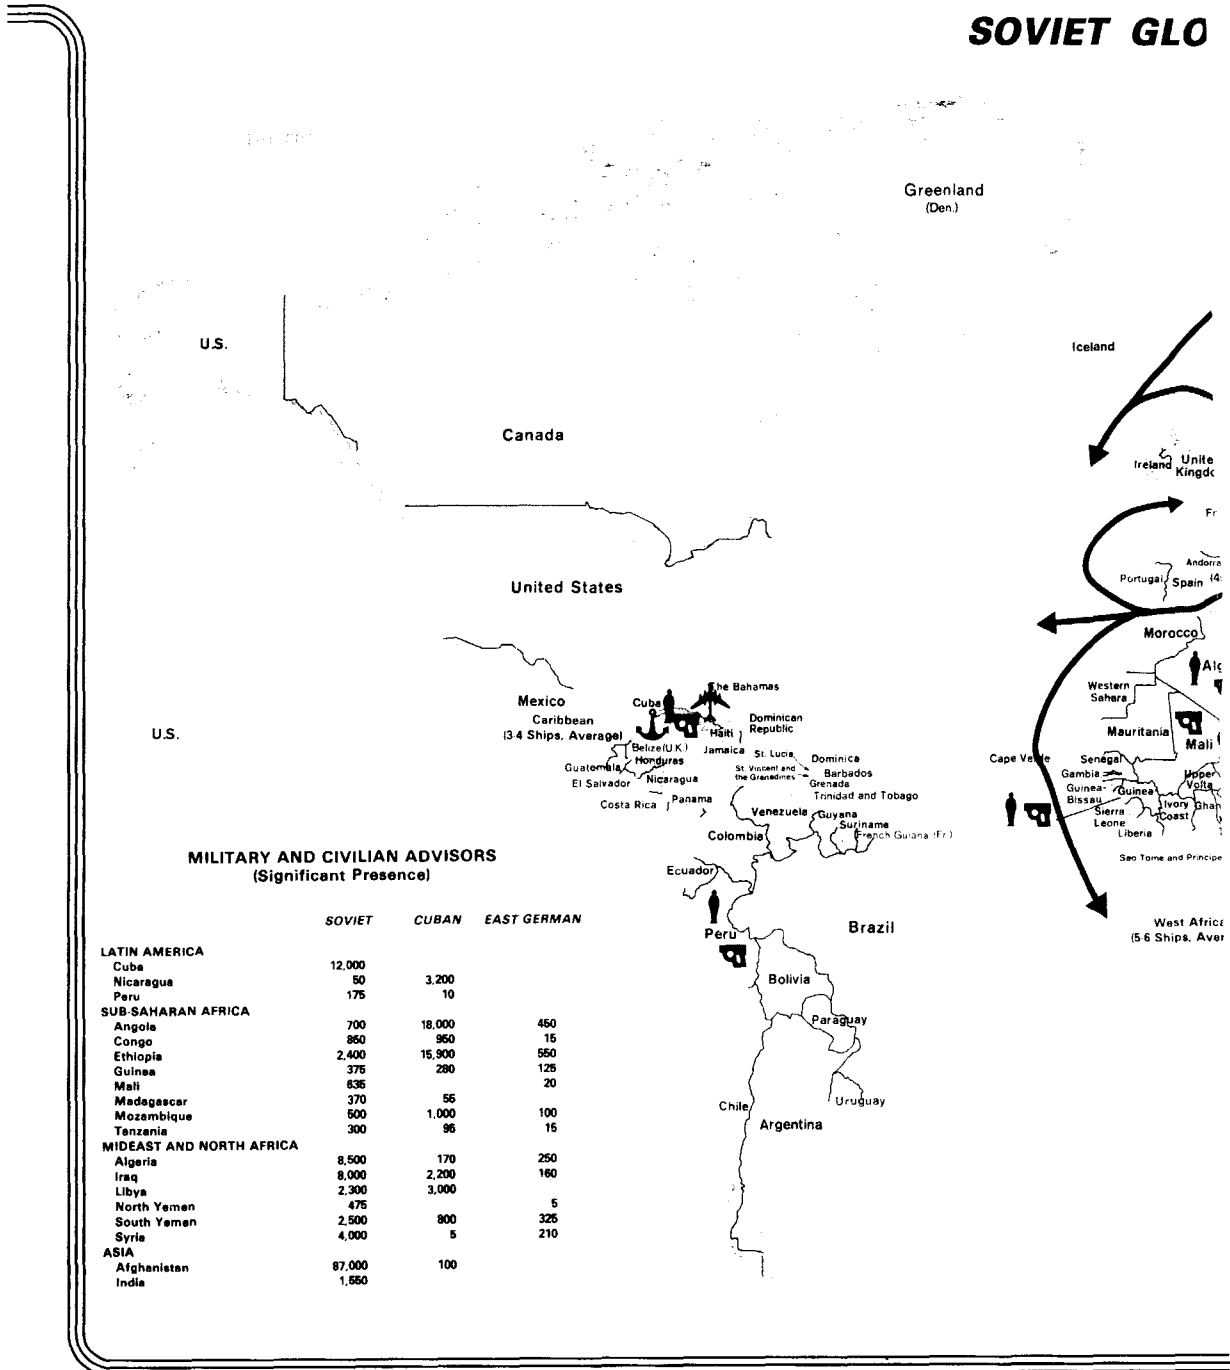 SOVIET GLO
Greenland
(Den.)
U.S.
Iceland
Canada
Ireland
Unite
Kingdo
Fr
United States
Andorra
Portugal
Spain
(4
Morocco
Alg
Western
Sahara
Mauritania
Mali
Mexico
Caribbean
(3-4 Ships, Average)
Cuba
The Bahamas
Haiti
Dominican
Republic
Jamaica
Belize (U.K.)
Honduras
Guatemala
El Salvador
Nicaragua
Costa Rica
Panama
St. Lucia
St. Vincent and
the Grenadines
Dominica
Barbados
Grenada
Trinidad and Tobago
U.S.
Cape Verde
Senegal
Gambia
Guinea-
Bissau
Guinea
Upper
Volta
Sierra
Leone
Ivory
Coast
Ghan
Liberia
Sao Tome and Principe
West Africa
(5-6 Ships, Aver
Venezuela
Guyana
Suriname
French Guiana (Fr.)
Colombia
Ecuador
Peru
Brazil
Bolivia
Paraguay
Chile
Argentina
Uruguay
MILITARY AND CIVILIAN ADVISORS
(Significant Presence)
SOVIET CUBAN EAST GERMAN
LATIN AMERICA
Cuba 12,000
Nicaragua 50 3,200
Peru 175 10
SUB-SAHARAN AFRICA
Angola 700 18,000 450
Congo 850 950 15
Ethiopia 2,400 15,900 550
Guinea 375 280 125
Mali 635 20
Madagascar 370 55
Mozambique 500 1,000 100
Tanzania 300 95 15
MIDEAST AND NORTH AFRICA
Algeria 8,500 170 250
Iraq 8,000 2,200 160
Libya 2,300 3,000
North Yemen 475 5
South Yemen 2,500 800 325
Syria 4,000 5 210
ASIA
Afghanistan 87,000 100
India 1,550